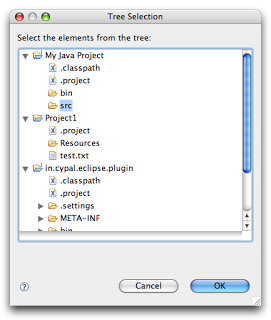 Tree Selection
Select the elements from the tree:
My Java Project
.classpath
.project
bin
src
Project1
.project
Resources
test.txt
in.cypal.eclipse.plugin
.classpath
.project
.settings
META-INF
bin
Cancel
OK